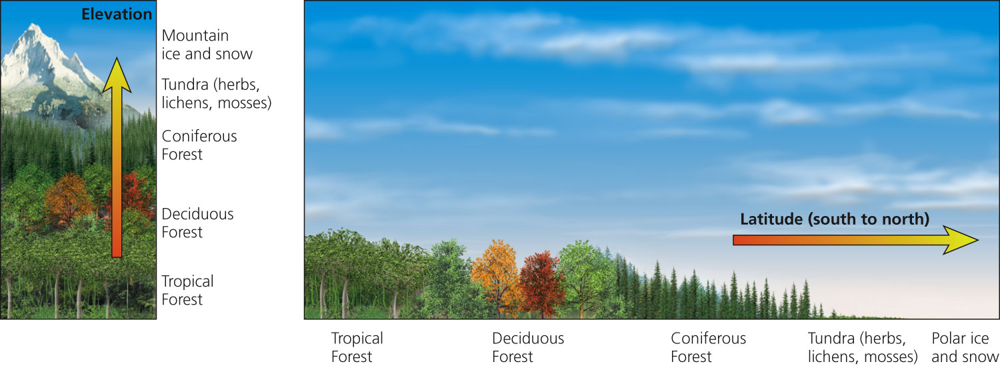 Elevation
Mountain
ice and snow
Tundra (herbs,
lichens, mosses)
Coniferous
Forest
Deciduous
Forest
Tropical
Forest
Latitude (south to north)
Tropical
Forest
Deciduous
Forest
Coniferous
Forest
Tundra (herbs,
lichens, mosses)
Polar ice
and snow